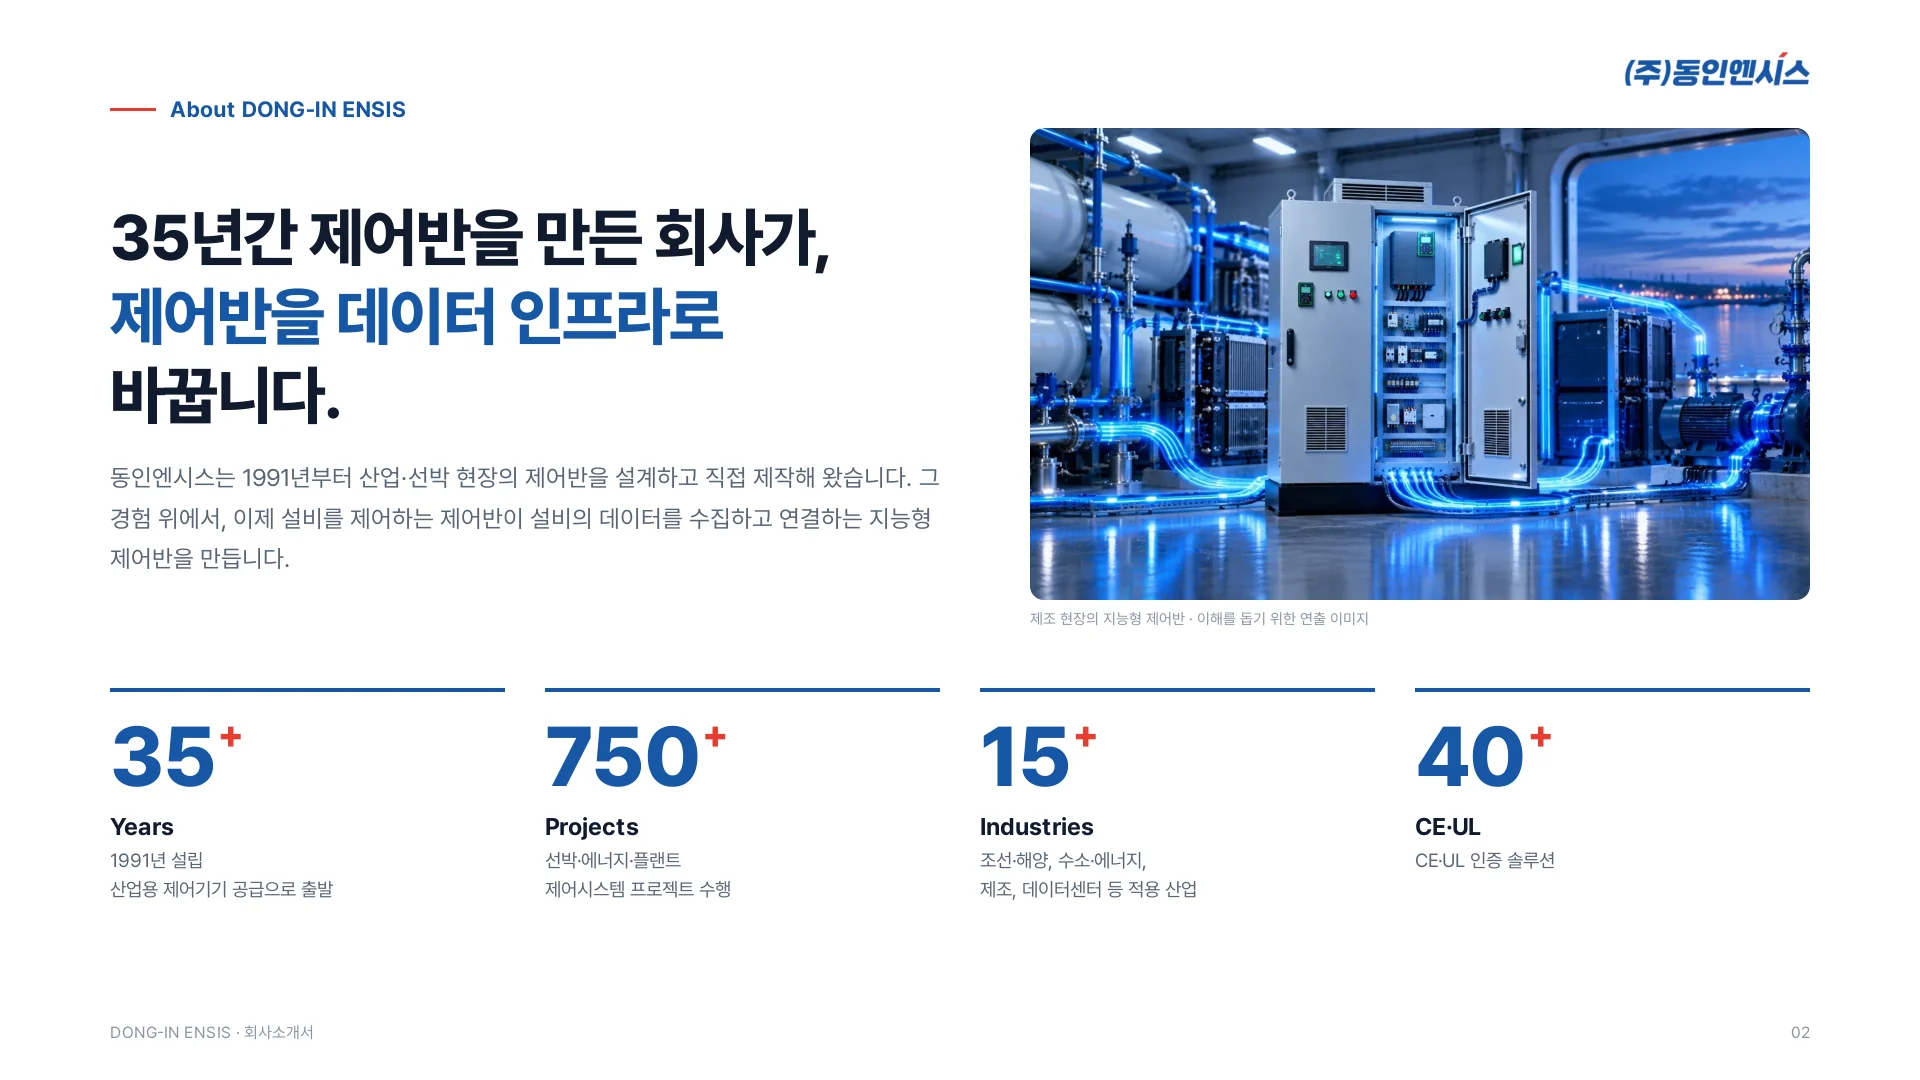 (주)동인엔시스
About DONG-IN ENSIS
35년간 제어반을 만든 회사가,
제어반을 데이터 인프라로
바꿉니다.
동인엔시스는 1991년부터 산업·선박 현장의 제어반을 설계하고 직접 제작해 왔습니다. 그
경험 위에서, 이제 설비를 제어하는 제어반이 설비의 데이터를 수집하고 연결하는 지능형
제어반을 만듭니다.
제조 현장의 지능형 제어반 · 이해를 돕기 위한 연출 이미지
35+
Years
1991년 설립
산업용 제어기기 공급으로 출발
750+
Projects
선박·에너지·플랜트
제어시스템 프로젝트 수행
15+
Industries
조선·해양, 수소·에너지,
제조, 데이터센터 등 적용 산업
40+
CE·UL
CE·UL 인증 솔루션
DONG-IN ENSIS · 회사소개서
02